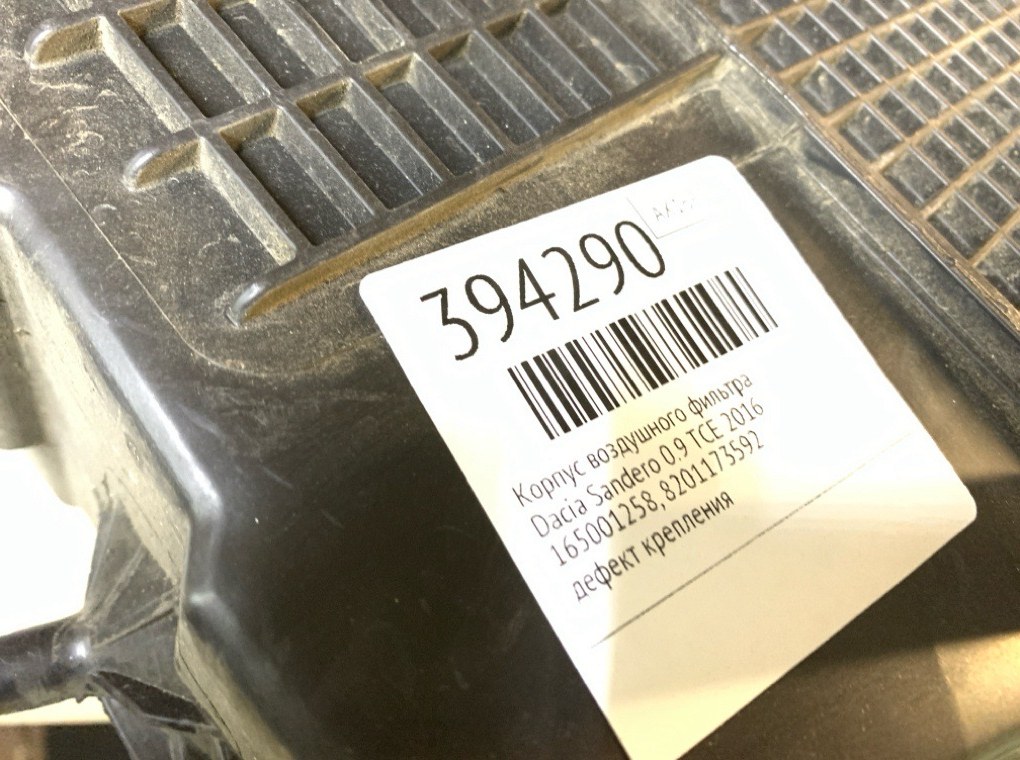 394290
Корпус воздушного фильтра
Dacia Sandero 0.9 TCE 2016
165001258, 8201173592
дефект крепления